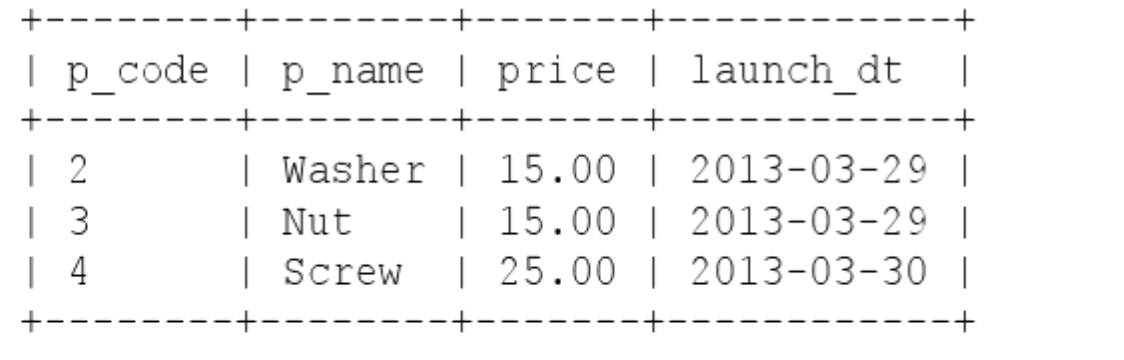 +--------+--------+-------+------------+
| p_code | p_name | price | launch_dt  |
+--------+--------+-------+------------+
| 2      | Washer | 15.00 | 2013-03-29 |
| 3      | Nut    | 15.00 | 2013-03-29 |
| 4      | Screw  | 25.00 | 2013-03-30 |
+--------+--------+-------+------------+